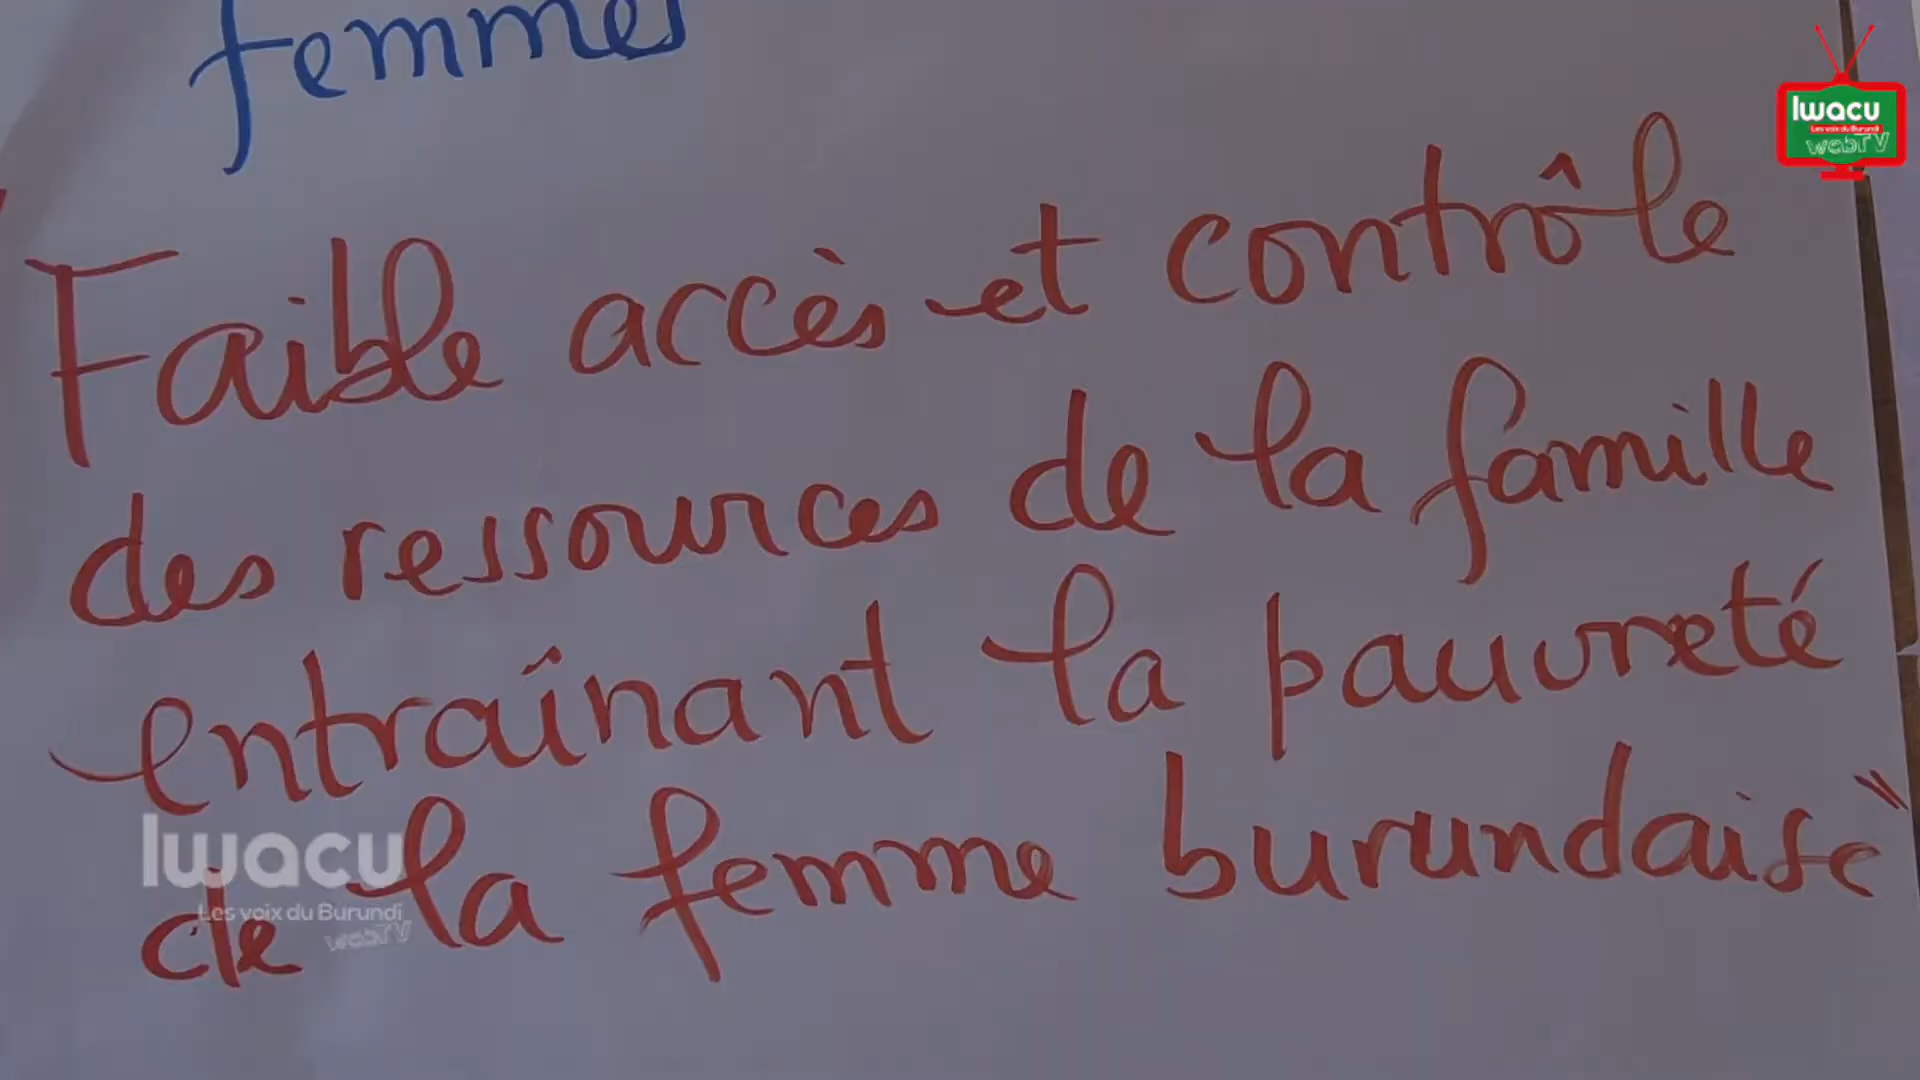 femmes
Faible accès et contrôle
des ressources de la famille
entraînant la pauvreté
de la femme burundaise"
Iwacu
Les voix du Burundi
webTV
Iwacu
Les voix du Burundi
webTV